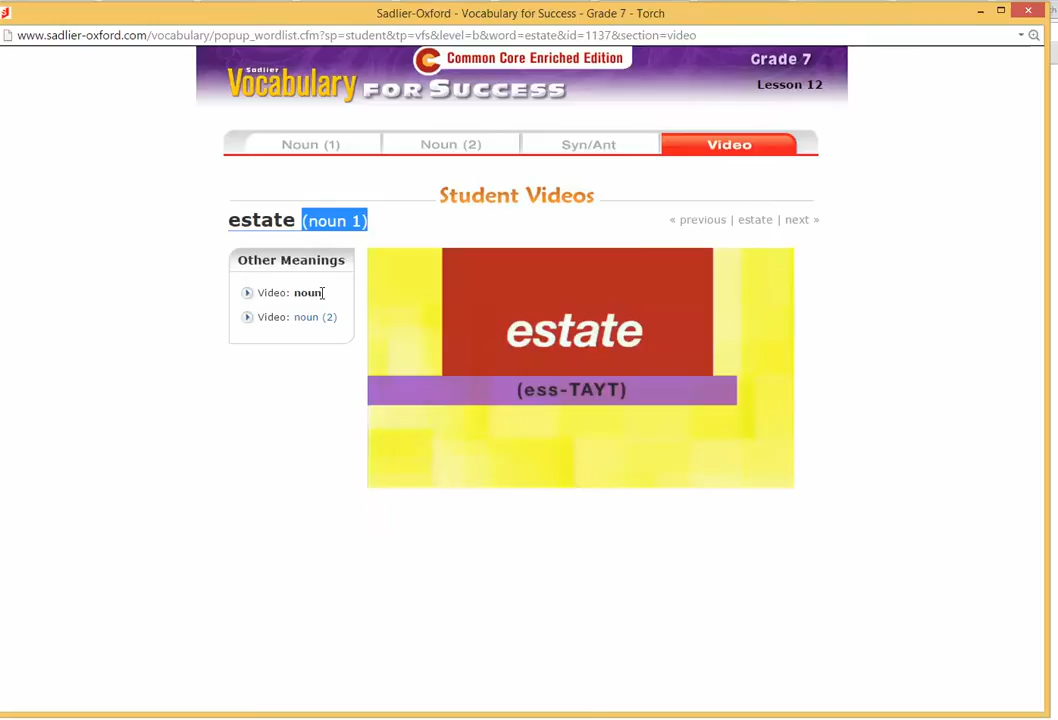 Sadlier-Oxford - Vocabulary for Success - Grade 7 - Torch
www.sadlier-oxford.com/vocabulary/popup_wordlist.cfm?sp=student&tp=vfs&level=b&word=estate&id=1137&section=video
Common Core Enriched Edition
Grade 7
Sadlier
Vocabulary FOR SUCCESS
Lesson 12
Noun (1) Noun (2) Syn/Ant Video
Student Videos
estate (noun 1)
« previous | estate | next »
Other Meanings
Video: noun
Video: noun (2)
estate
(ess-TAYT)